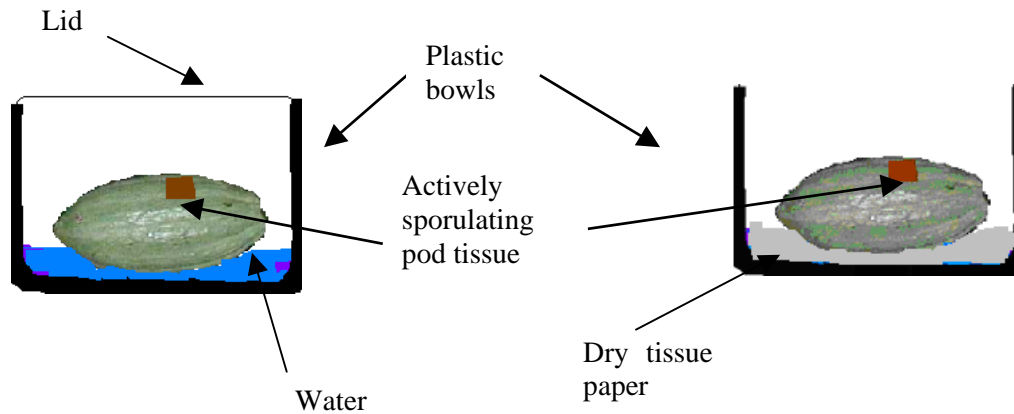 Lid
Plastic
bowls
Actively
sporulating
pod tissue
Dry tissue
paper
Water